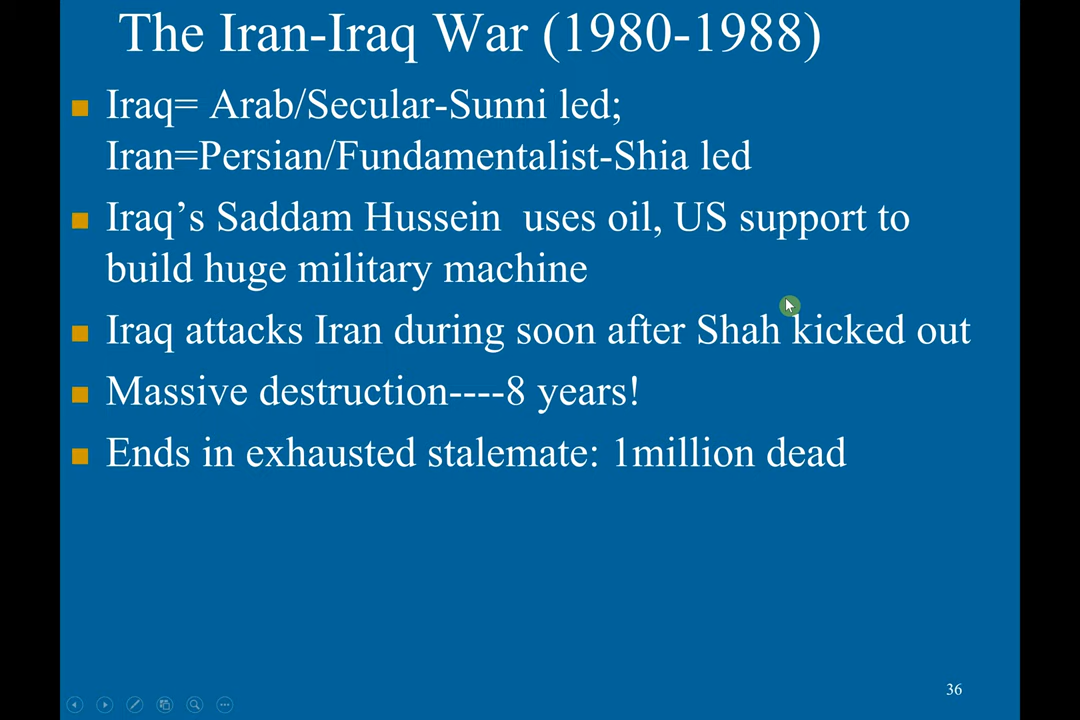 The Iran-Iraq War (1980-1988)
Iraq= Arab/Secular-Sunni led;
Iran=Persian/Fundamentalist-Shia led
Iraq’s Saddam Hussein  uses oil, US support to
build huge military machine
Iraq attacks Iran during soon after Shah kicked out
Massive destruction----8 years!
Ends in exhausted stalemate: 1million dead
36